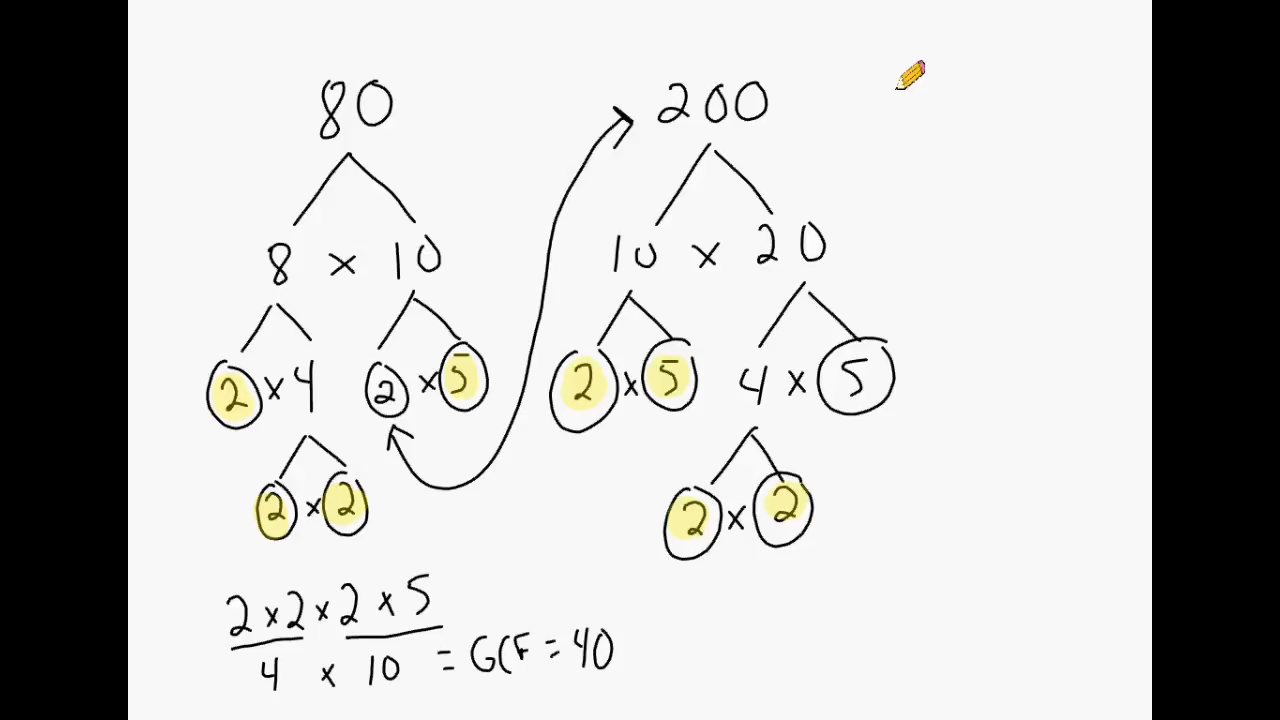 80 200
8 x 10 10 x 20
2 x 4 2 x 5 2 x 5 4 x 5
2 x 2 2 x 2
2 x 2 x 2 x 5
4 x 10 = GCF = 40